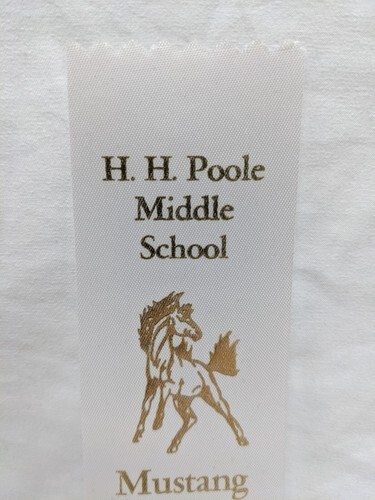 H. H. Poole
Middle
School
Mustang